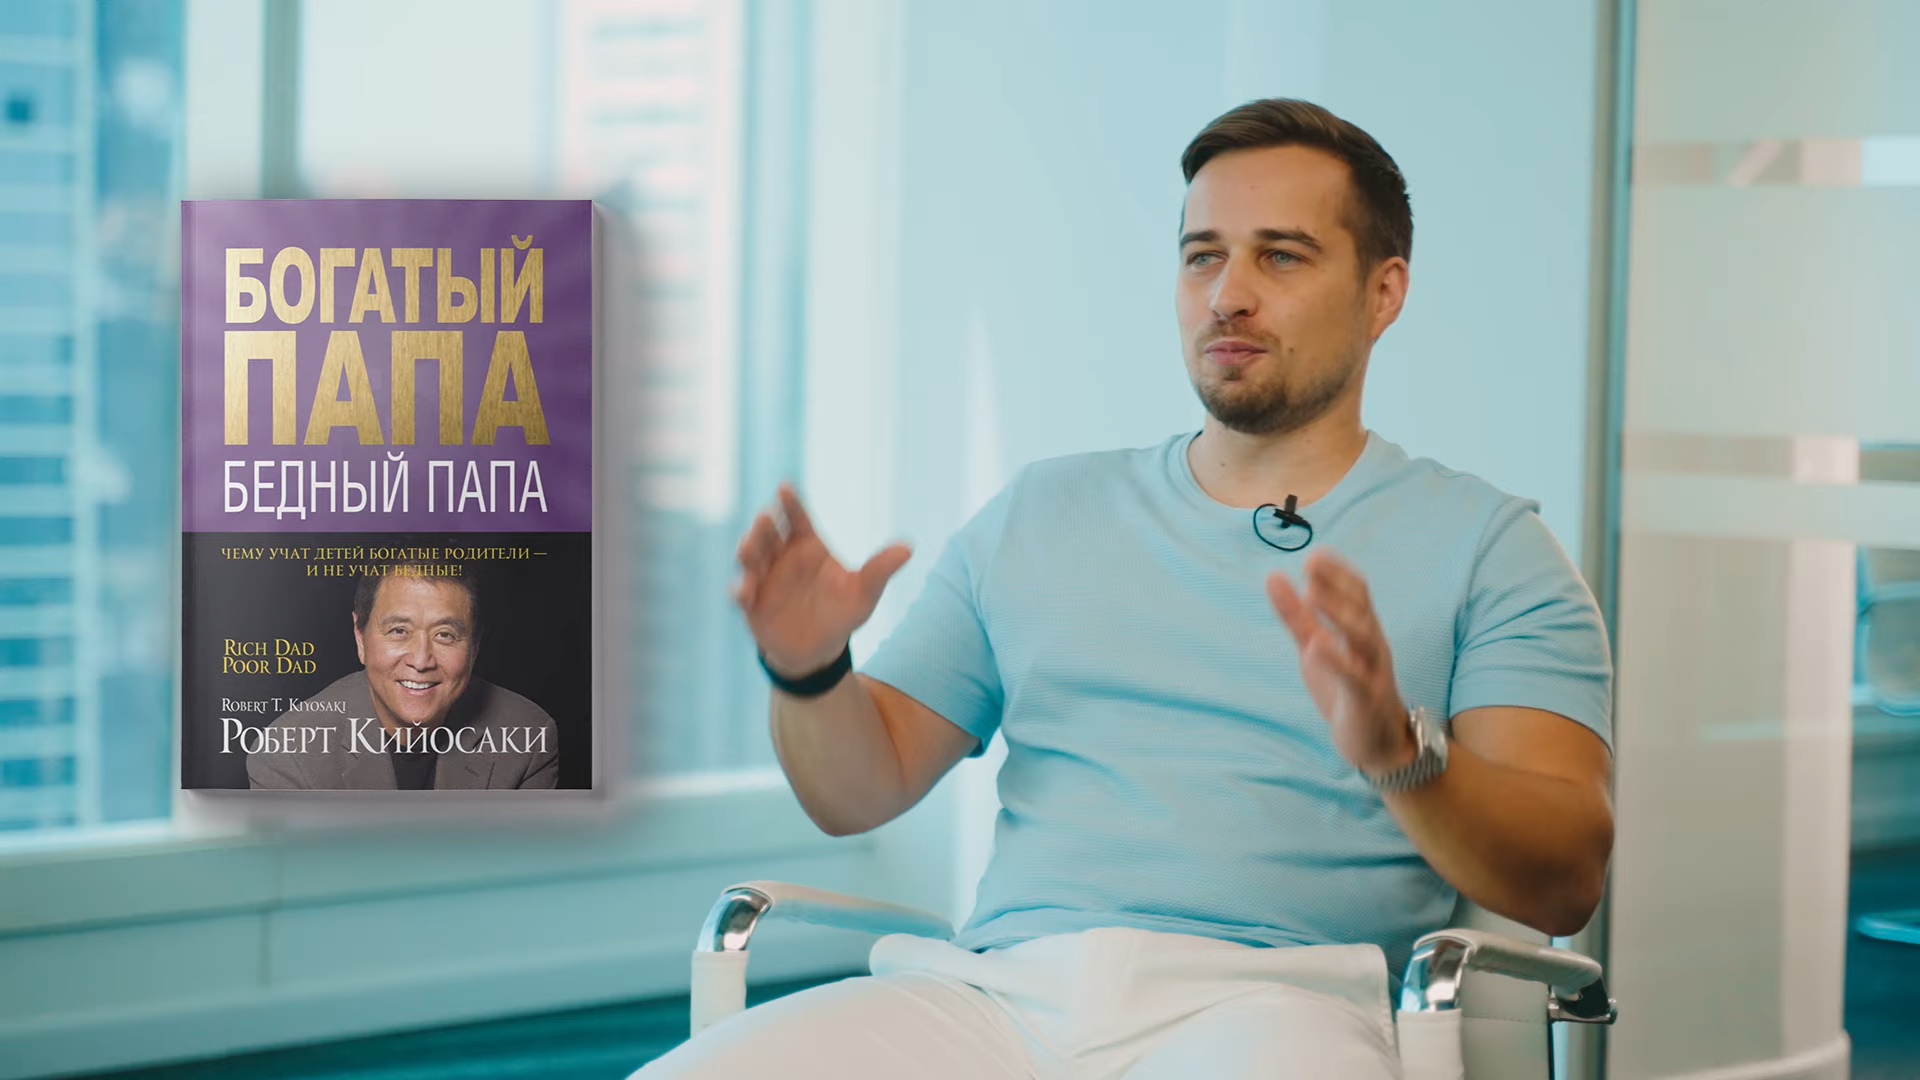 БОГАТЫЙ
ПАПА
БЕДНЫЙ ПАПА
ЧЕМУ УЧАТ ДЕТЕЙ БОГАТЫЕ РОДИТЕЛИ —
И НЕ УЧАТ БЕДНЫЕ!
RICH DAD
POOR DAD
ROBERT T. KIYOSAKI
РОБЕРТ КИЙОСАКИ